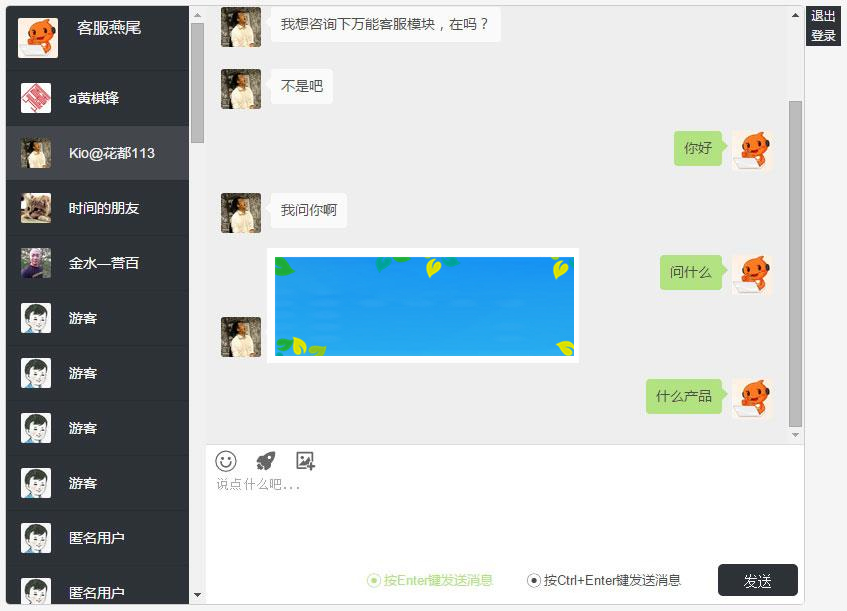 客服燕尾
a黄棋锋
Kio@花都113
时间的朋友
金水—菩百
游客
游客
游客
游客
匿名用户
匿名用户
我想咨询下万能客服模块，在吗？
不是吧
你好
我问你啊
问什么
什么产品
说点什么吧...
按Enter键发送消息
按Ctrl+Enter键发送消息
发送
退出
登录